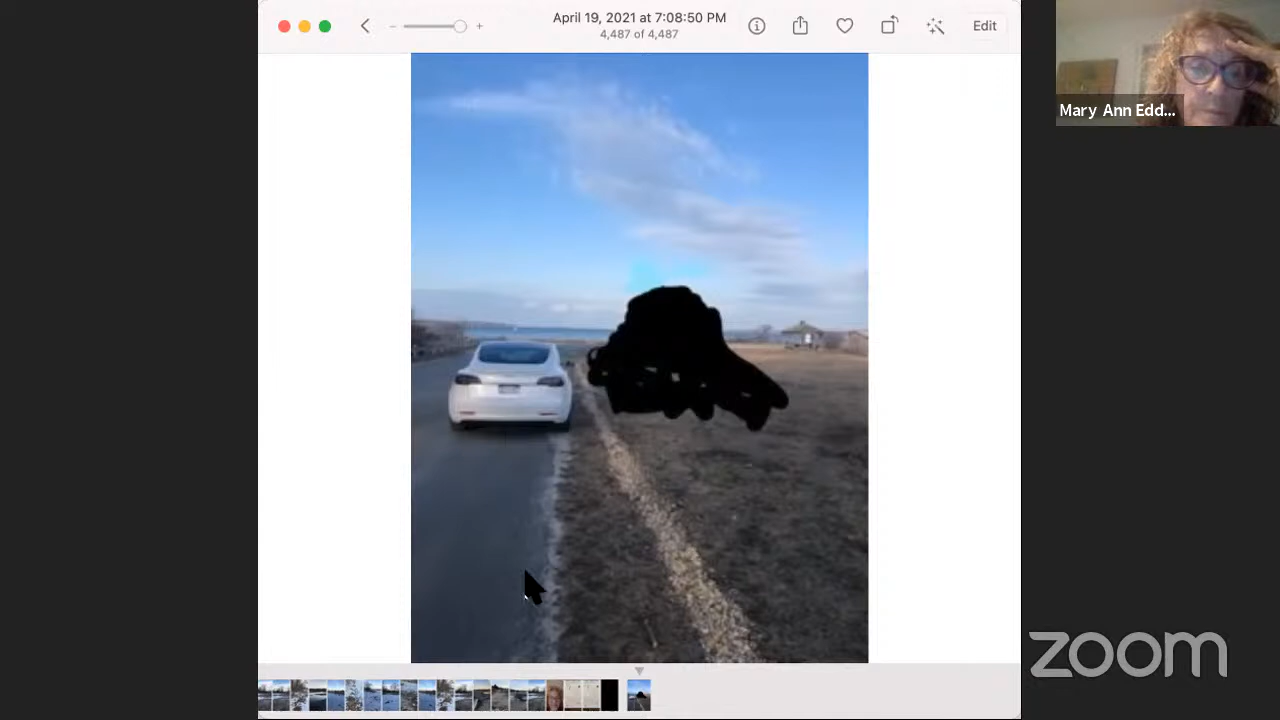 April 19, 2021 at 7:08:50 PM
4,487 of 4,487
Edit
Mary Ann Edd...
zoom